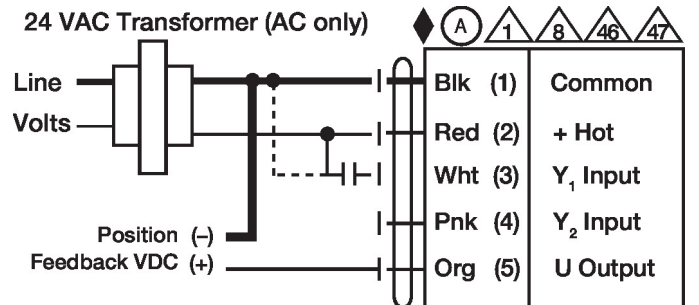 24 VAC Transformer (AC only)
A 1 8 46 47
Line
Volts
Blk (1) Common
Red (2) + Hot
Wht (3) Y₁ Input
Pnk (4) Y₂ Input
Org (5) U Output
Position (–)
Feedback VDC (+)